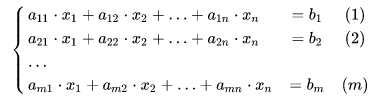 a₁₁ · x₁ + a₁₂ · x₂ + … + a₁ₙ · xₙ = b₁ (1)
a₂₁ · x₁ + a₂₂ · x₂ + … + a₂ₙ · xₙ = b₂ (2)
…
aₘ₁ · x₁ + aₘ₂ · x₂ + … + aₘₙ · xₙ = bₘ (m)